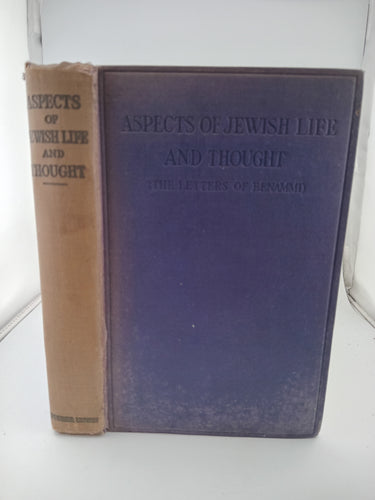 ASPECTS
OF
JEWISH LIFE
AND
THOUGHT
ASPECTS OF JEWISH LIFE
AND THOUGHT
(THE LETTERS OF BENAMMI)